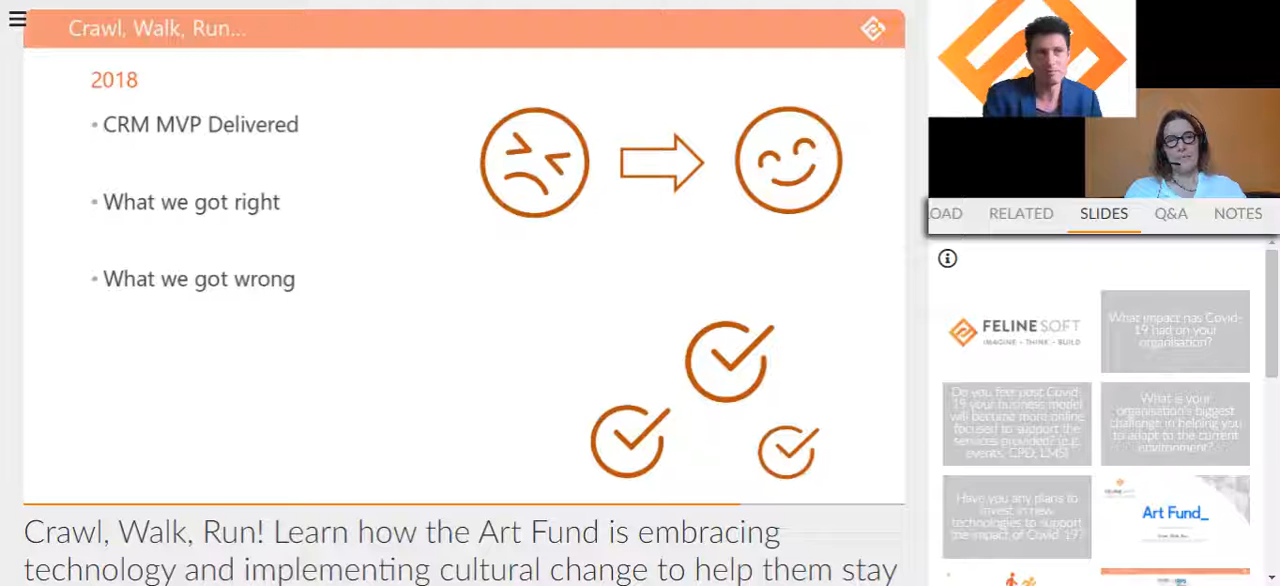 Crawl, Walk, Run...
2018
• CRM MVP Delivered
• What we got right
• What we got wrong
Crawl, Walk, Run! Learn how the Art Fund is embracing
technology and implementing cultural change to help them stay
OAD RELATED SLIDES Q&A NOTES
FELINESOFT
IMAGINE - THINK - BUILD
What impact has Covid-
19 had on your
organisation?
Do you feel post Covid-
19 your business model
will become more online
focused to support the
services provided? (e.g.
events, CPD, LMS)
What is your
organisation's biggest
challenge in helping you
to adapt to the current
environment?
Have you any plans to
invest in new
technologies to support
the impact of Covid 19?
FELINESOFT
Art Fund_